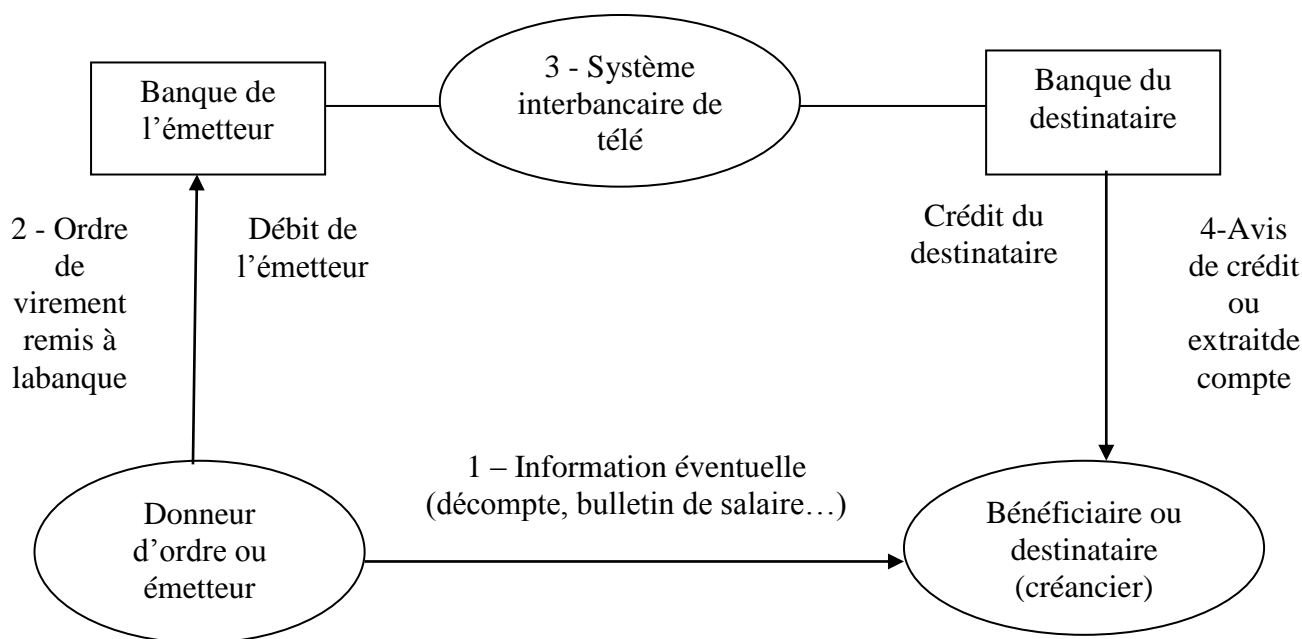 3 - Système
interbancaire de
télé
Banque de
l’émetteur
Banque du
destinataire
2 - Ordre
de
virement
remis à
labanque
Débit de
l’émetteur
Crédit du
destinataire
4-Avis
de crédit
ou
extraitde
compte
1 – Information éventuelle
(décompte, bulletin de salaire…)
Donneur
d’ordre ou
émetteur
Bénéficiaire ou
destinataire
(créancier)